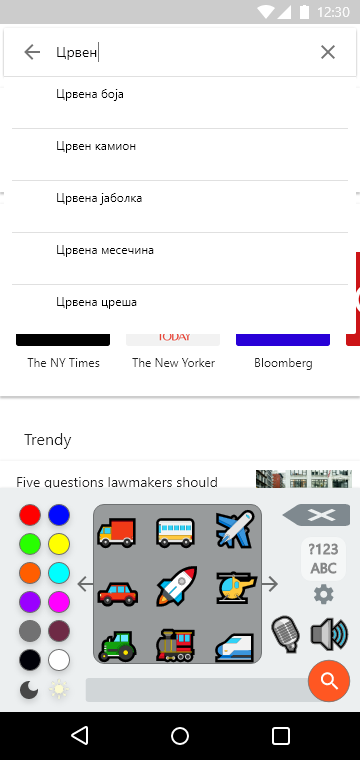 12:30
Црвен
Црвена боја
Црвен камион
Црвена јаболка
Црвена месечина
Црвена цреша
TODAY
The NY Times
The New Yorker
Bloomberg
Trendy
Five questions lawmakers should
?123
ABC